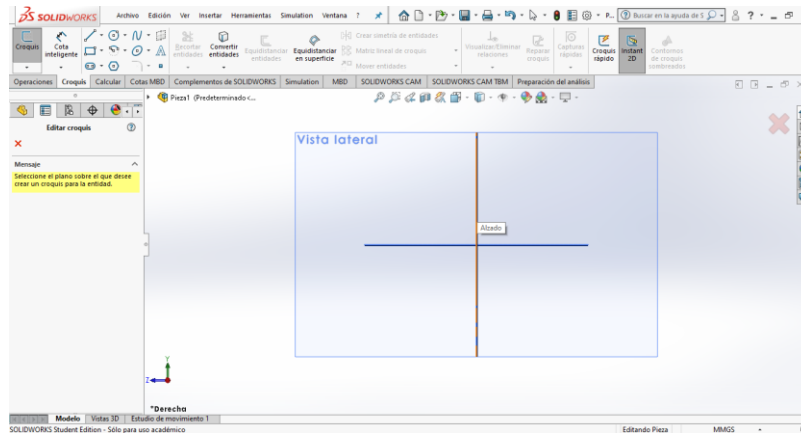 SOLIDWORKS Archivo Edición Ver Insertar Herramientas Simulation Ventana ? P... Buscar en la ayuda de S
Croquis
Cota inteligente
Recortar entidades
Convertir entidades
Equidistanciar entidades
Equidistanciar en superficie
Crear simetría de entidades
Matriz lineal de croquis
Mover entidades
Visualizar/Eliminar relaciones
Reparar croquis
Capturas rápidas
Croquis rápido
Instant 2D
Contornos de croquis sombreados
Operaciones Croquis Calcular Cotas MBD Complementos de SOLIDWORKS Simulation MBD SOLIDWORKS CAM SOLIDWORKS CAM TBM Preparación del análisis
Pieza1 (Predeterminado<...
Editar croquis
Mensaje
Seleccione el plano sobre el que desee
crear un croquis para la entidad.
Vista lateral
Alzado
Y
Z
*Derecha
Modelo Vistas 3D Estudio de movimiento 1
SOLIDWORKS Student Edition - Sólo para uso académico Editando Pieza MMGS